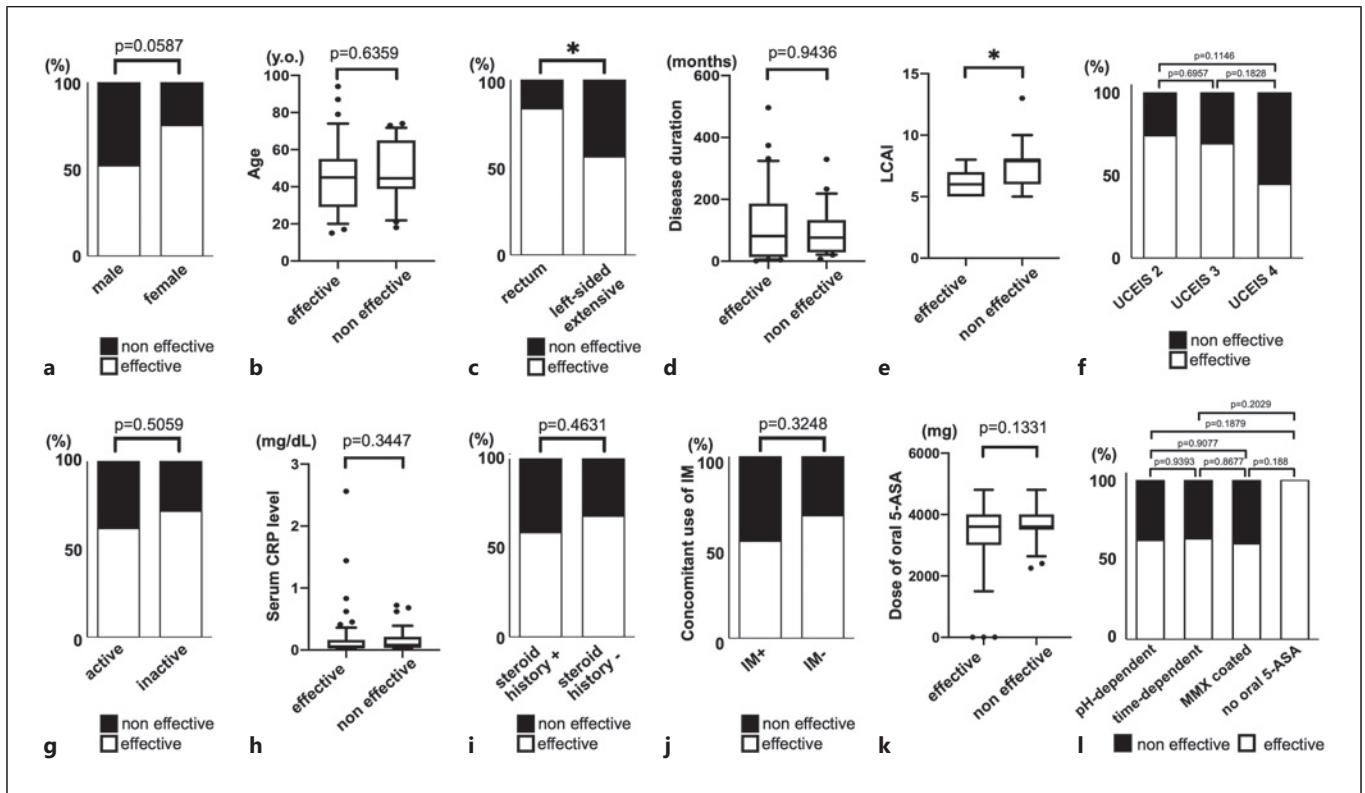 p=0.0587
(%)
100
50
0
male
female
non effective
effective
a
(y.o.)
p=0.6359
Age
100
80
60
40
20
0
effective
non effective
b
(%)
*
100
50
0
rectum
left-sided
extensive
non effective
effective
c
(months)
p=0.9436
Disease duration
600
400
200
0
effective
non effective
d
*
LCAI
15
10
5
0
effective
non effective
e
p=0.1146
p=0.6957
p=0.1828
(%)
100
50
0
UCEIS 2
UCEIS 3
UCEIS 4
non effective
effective
f
p=0.5059
(%)
100
50
0
active
inactive
non effective
effective
g
(mg/dL)
p=0.3447
Serum CRP level
3
2
1
0
effective
non effective
h
p=0.4631
(%)
100
50
0
steroid
history +
steroid
history -
non effective
effective
i
p=0.3248
(%)
Concomitant use of IM
100
50
0
IM+
IM-
non effective
effective
j
(mg)
p=0.1331
Dose of oral 5-ASA
6000
4000
2000
0
effective
non effective
k
p=0.2029
p=0.1879
p=0.9077
p=0.9393
p=0.8677
p=0.188
(%)
100
50
0
pH-dependent
time-dependent
MMX coated
no oral 5-ASA
non effective
effective
l